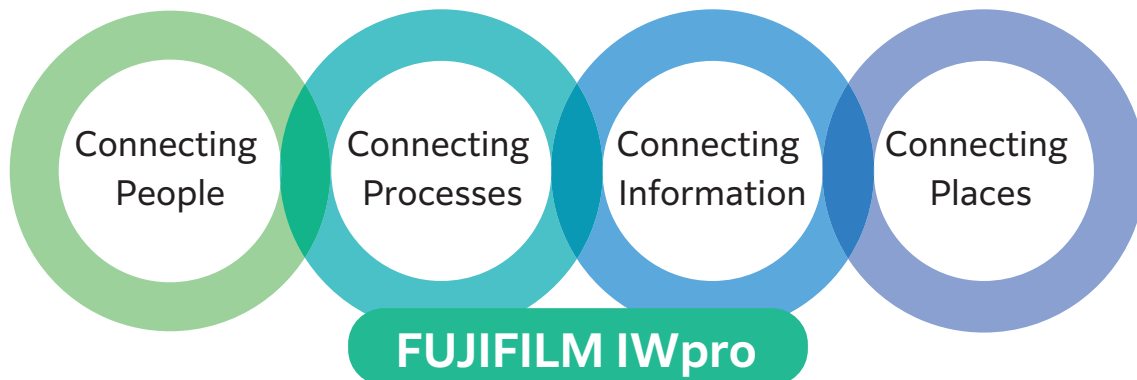 Connecting
People
Connecting
Processes
Connecting
Information
Connecting
Places
FUJIFILM IWpro